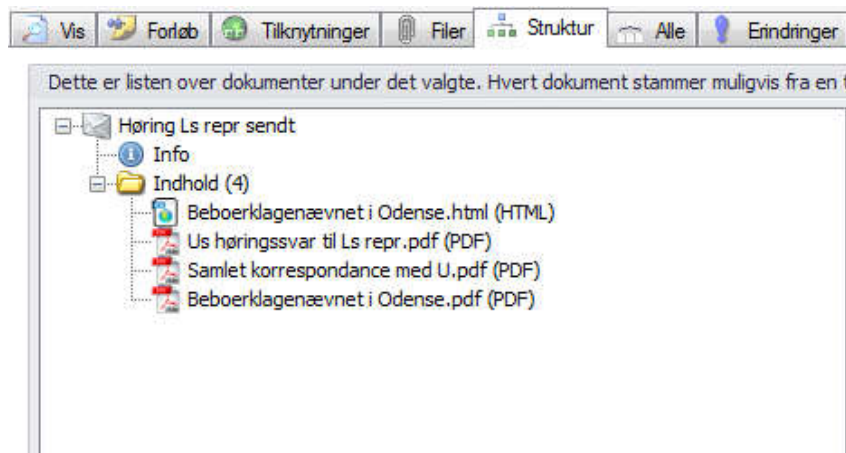 Vis Forløb Tilknytninger Filer Struktur Alle Erindringer
Dette er listen over dokumenter under det valgte. Hvert dokument stammer muligvis fra en
Høring Ls repr sendt
Info
Indhold (4)
Beboerklagenævnet i Odense.html (HTML)
Us høringssvar til Ls repr.pdf (PDF)
Samlet korrespondance med U.pdf (PDF)
Beboerklagenævnet i Odense.pdf (PDF)